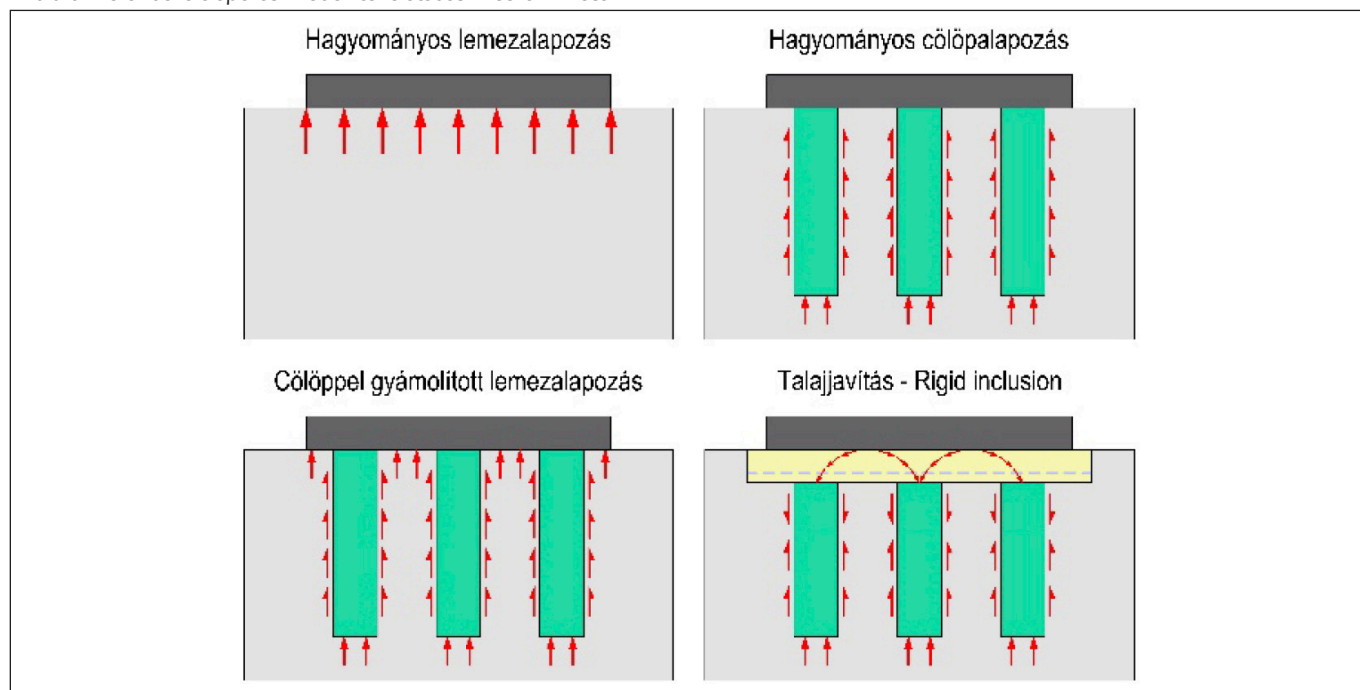 Hagyományos lemezalapozás
Hagyományos cölöpalapozás
Cölöppel gyámolított lemezalapozás
Talajjavítás - Rigid inclusion